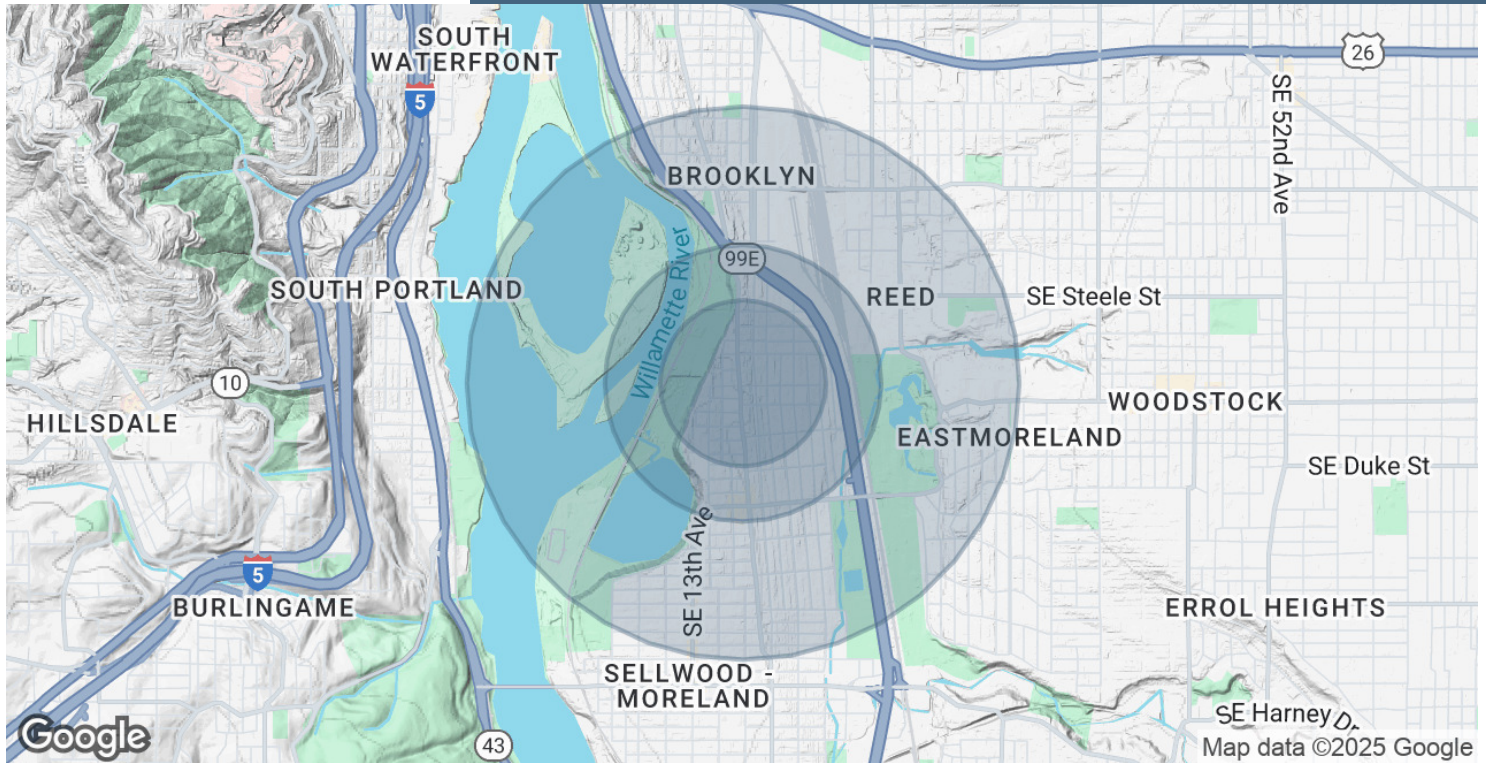 SOUTH
WATERFRONT
5
26
SE 52nd Ave
BROOKLYN
Willamette River
99E
SOUTH PORTLAND
REED
SE Steele St
10
HILLSDALE
WOODSTOCK
EASTMORELAND
SE Duke St
SE 13th Ave
5
BURLINGAME
ERROL HEIGHTS
SELLWOOD -
MORELAND
SE Harney Dr
43
Google
Map data ©2025 Google